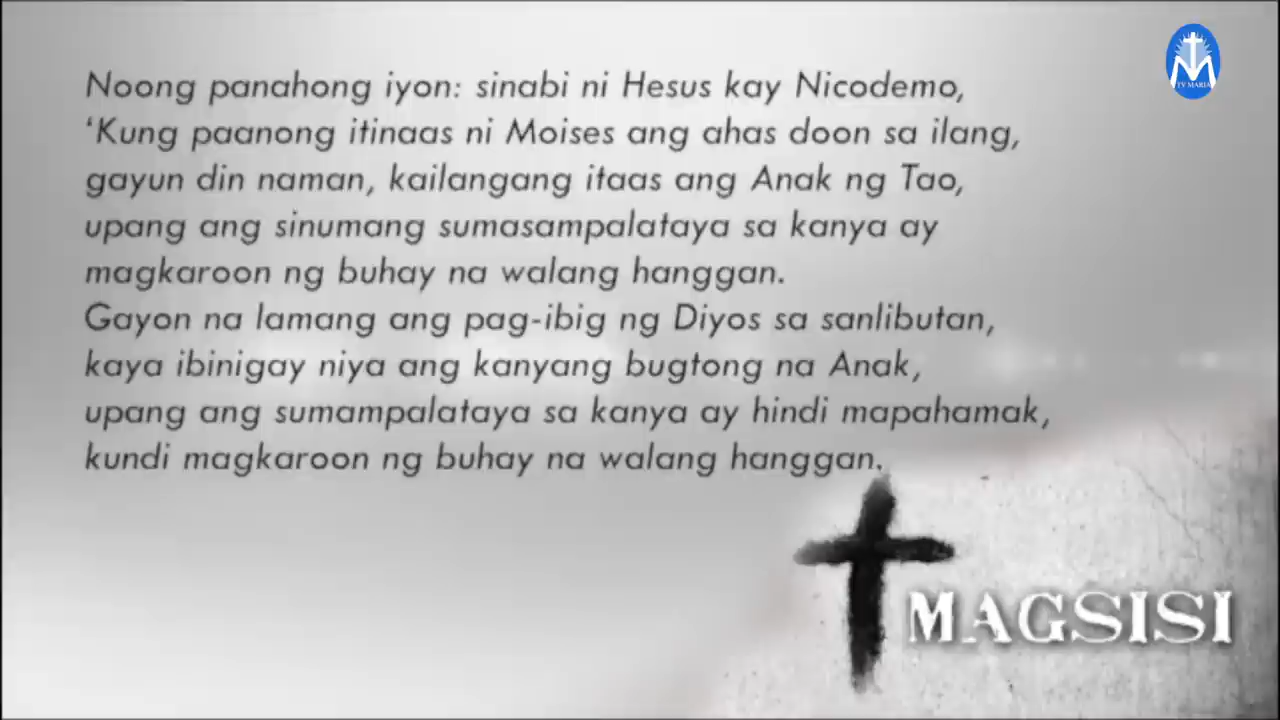 Noong panahong iyon: sinabi ni Hesus kay Nicodemo,
‘Kung paanong itinaas ni Moises ang ahas doon sa ilang,
gayun din naman, kailangang itaas ang Anak ng Tao,
upang ang sinumang sumasampalataya sa kanya ay
magkaroon ng buhay na walang hanggan.
Gayon na lamang ang pag-ibig ng Diyos sa sanlibutan,
kaya ibinigay niya ang kanyang bugtong na Anak,
upang ang sumampalataya sa kanya ay hindi mapahamak,
kundi magkaroon ng buhay na walang hanggan.
MAGSISI
TV MARIA